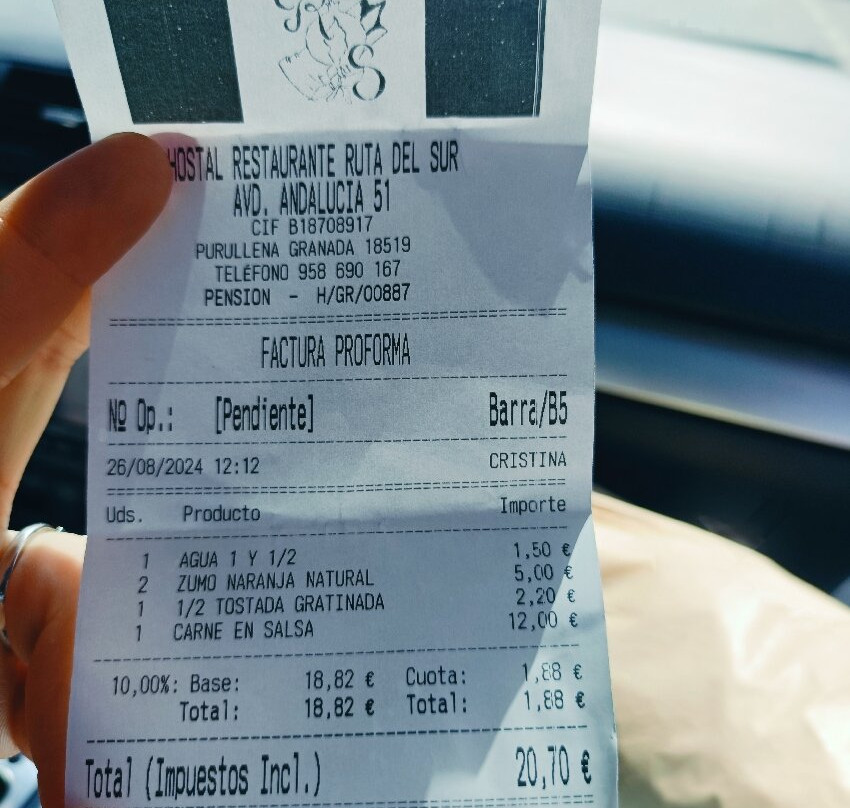 HOSTAL RESTAURANTE RUTA DEL SUR
AVD. ANDALUCIA 51
CIF B18708917
PURULLENA GRANADA 18519
TELÉFONO 958 690 167
PENSION - H/GR/00887
FACTURA PROFORMA
Nº Op.: [Pendiente] Barra/B5
26/08/2024 12:12 CRISTINA
Uds. Producto Importe
1 AGUA 1 Y 1/2 1,50 €
2 ZUMO NARANJA NATURAL 5,00 €
1 1/2 TOSTADA GRATINADA 2,20 €
1 CARNE EN SALSA 12,00 €
10,00%: Base: 18,82 € Cuota: 1,88 €
Total: 18,82 € Total: 1,88 €
Total (Impuestos Incl.) 20,70 €